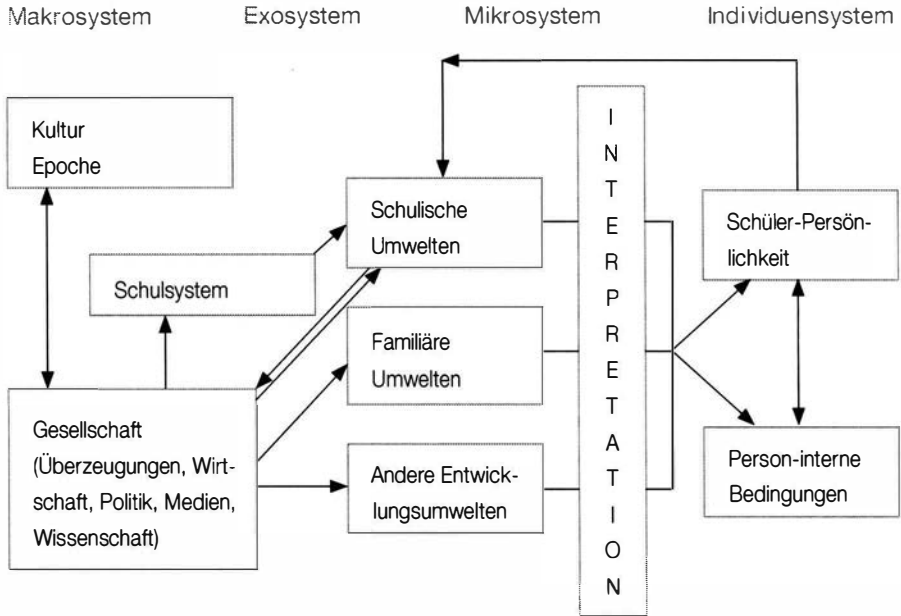 Makrosystem Exosystem Mikrosystem Individuensystem
Kultur
Epoche
Schulsystem
Gesellschaft
(Überzeugungen, Wirt-
schaft, Politik, Medien,
Wissenschaft)
Schulische
Umwelten
Familiäre
Umwelten
Andere Entwick-
lungsumwelten
INTERPRETATION
Schüler-Persön-
lichkeit
Person-interne
Bedingungen